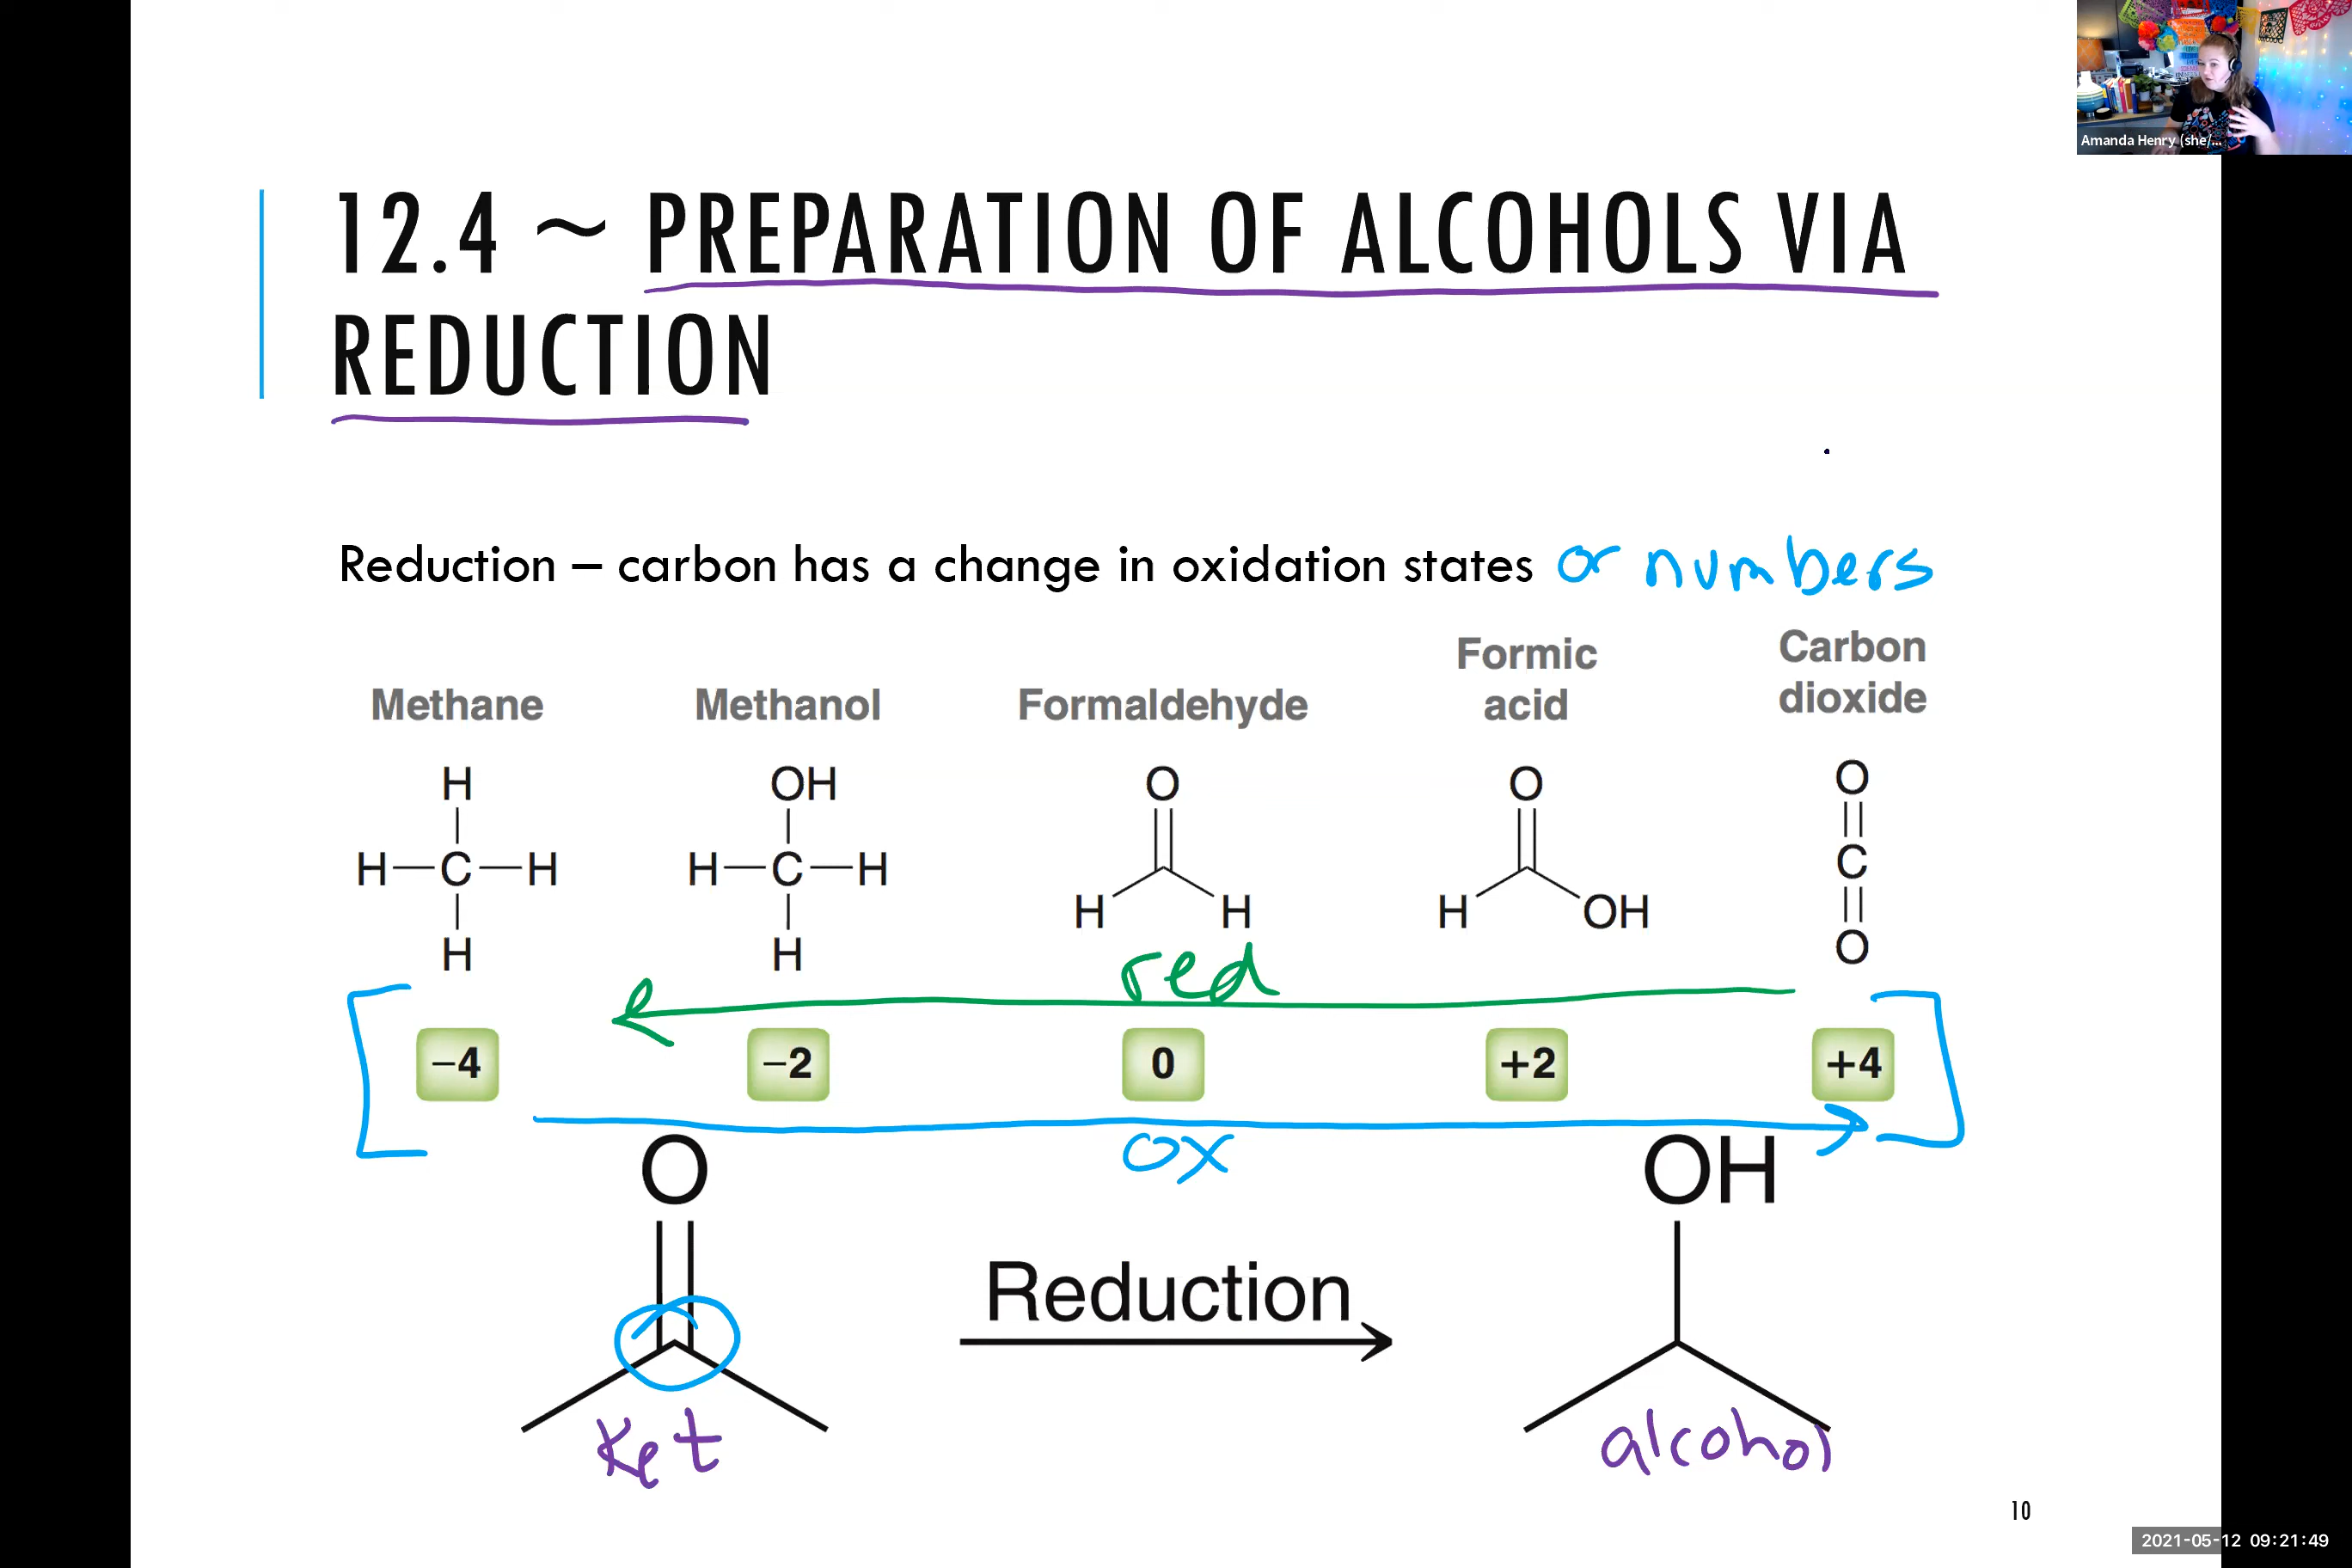 Amanda Henry (she/...
12.4 ~ PREPARATION OF ALCOHOLS VIA
REDUCTION
Reduction – carbon has a change in oxidation states or numbers
Methane
Methanol
Formaldehyde
Formic
acid
Carbon
dioxide
H
H—C—H
H
OH
H—C—H
H
O
H H
O
H OH
O
C
O
red
−4 −2 0 +2 +4
ox
O
Reduction
OH
ket
alcohol
10
2021-05-12 09:21:49